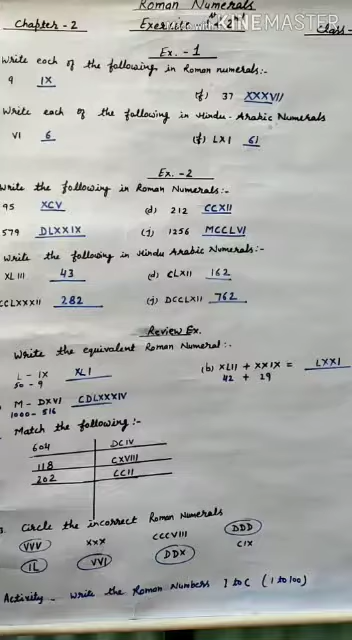 Roman Numerals
Chapter - 2 Exercise Class-
KINEMASTER
Ex. - 1
Write each of the following in Roman numerals:-
9 IX (f) 37 XXXVII
Write each of the following in Hindu-Arabic Numerals
VI 6 (f) LXI 61
Ex. - 2
Write the following in Roman Numerals:-
95 XCV (d) 212 CCXII
579 DLXXIX (j) 1256 MCCLVI
Write the following in Hindu Arabic Numerals:-
XLIII 43 (d) CLXII 162
CCLXXXII 282 (j) DCCLXII 762
Review Ex.
Write the equivalent Roman Numeral:-
L - IX XLI (b) XLII + XXIX = LXXI
50 - 9 42 + 29
M - DXVI CDLXXXIV
1000 - 516
Match the following:-
604 DCIV
118 CXVIII
202 CCII
Circle the incorrect Roman Numerals
VVV XXX CCCVIII DDD
IL VVI DDX CIX
Activity - Write the Roman Numbers I to C (1 to 100)